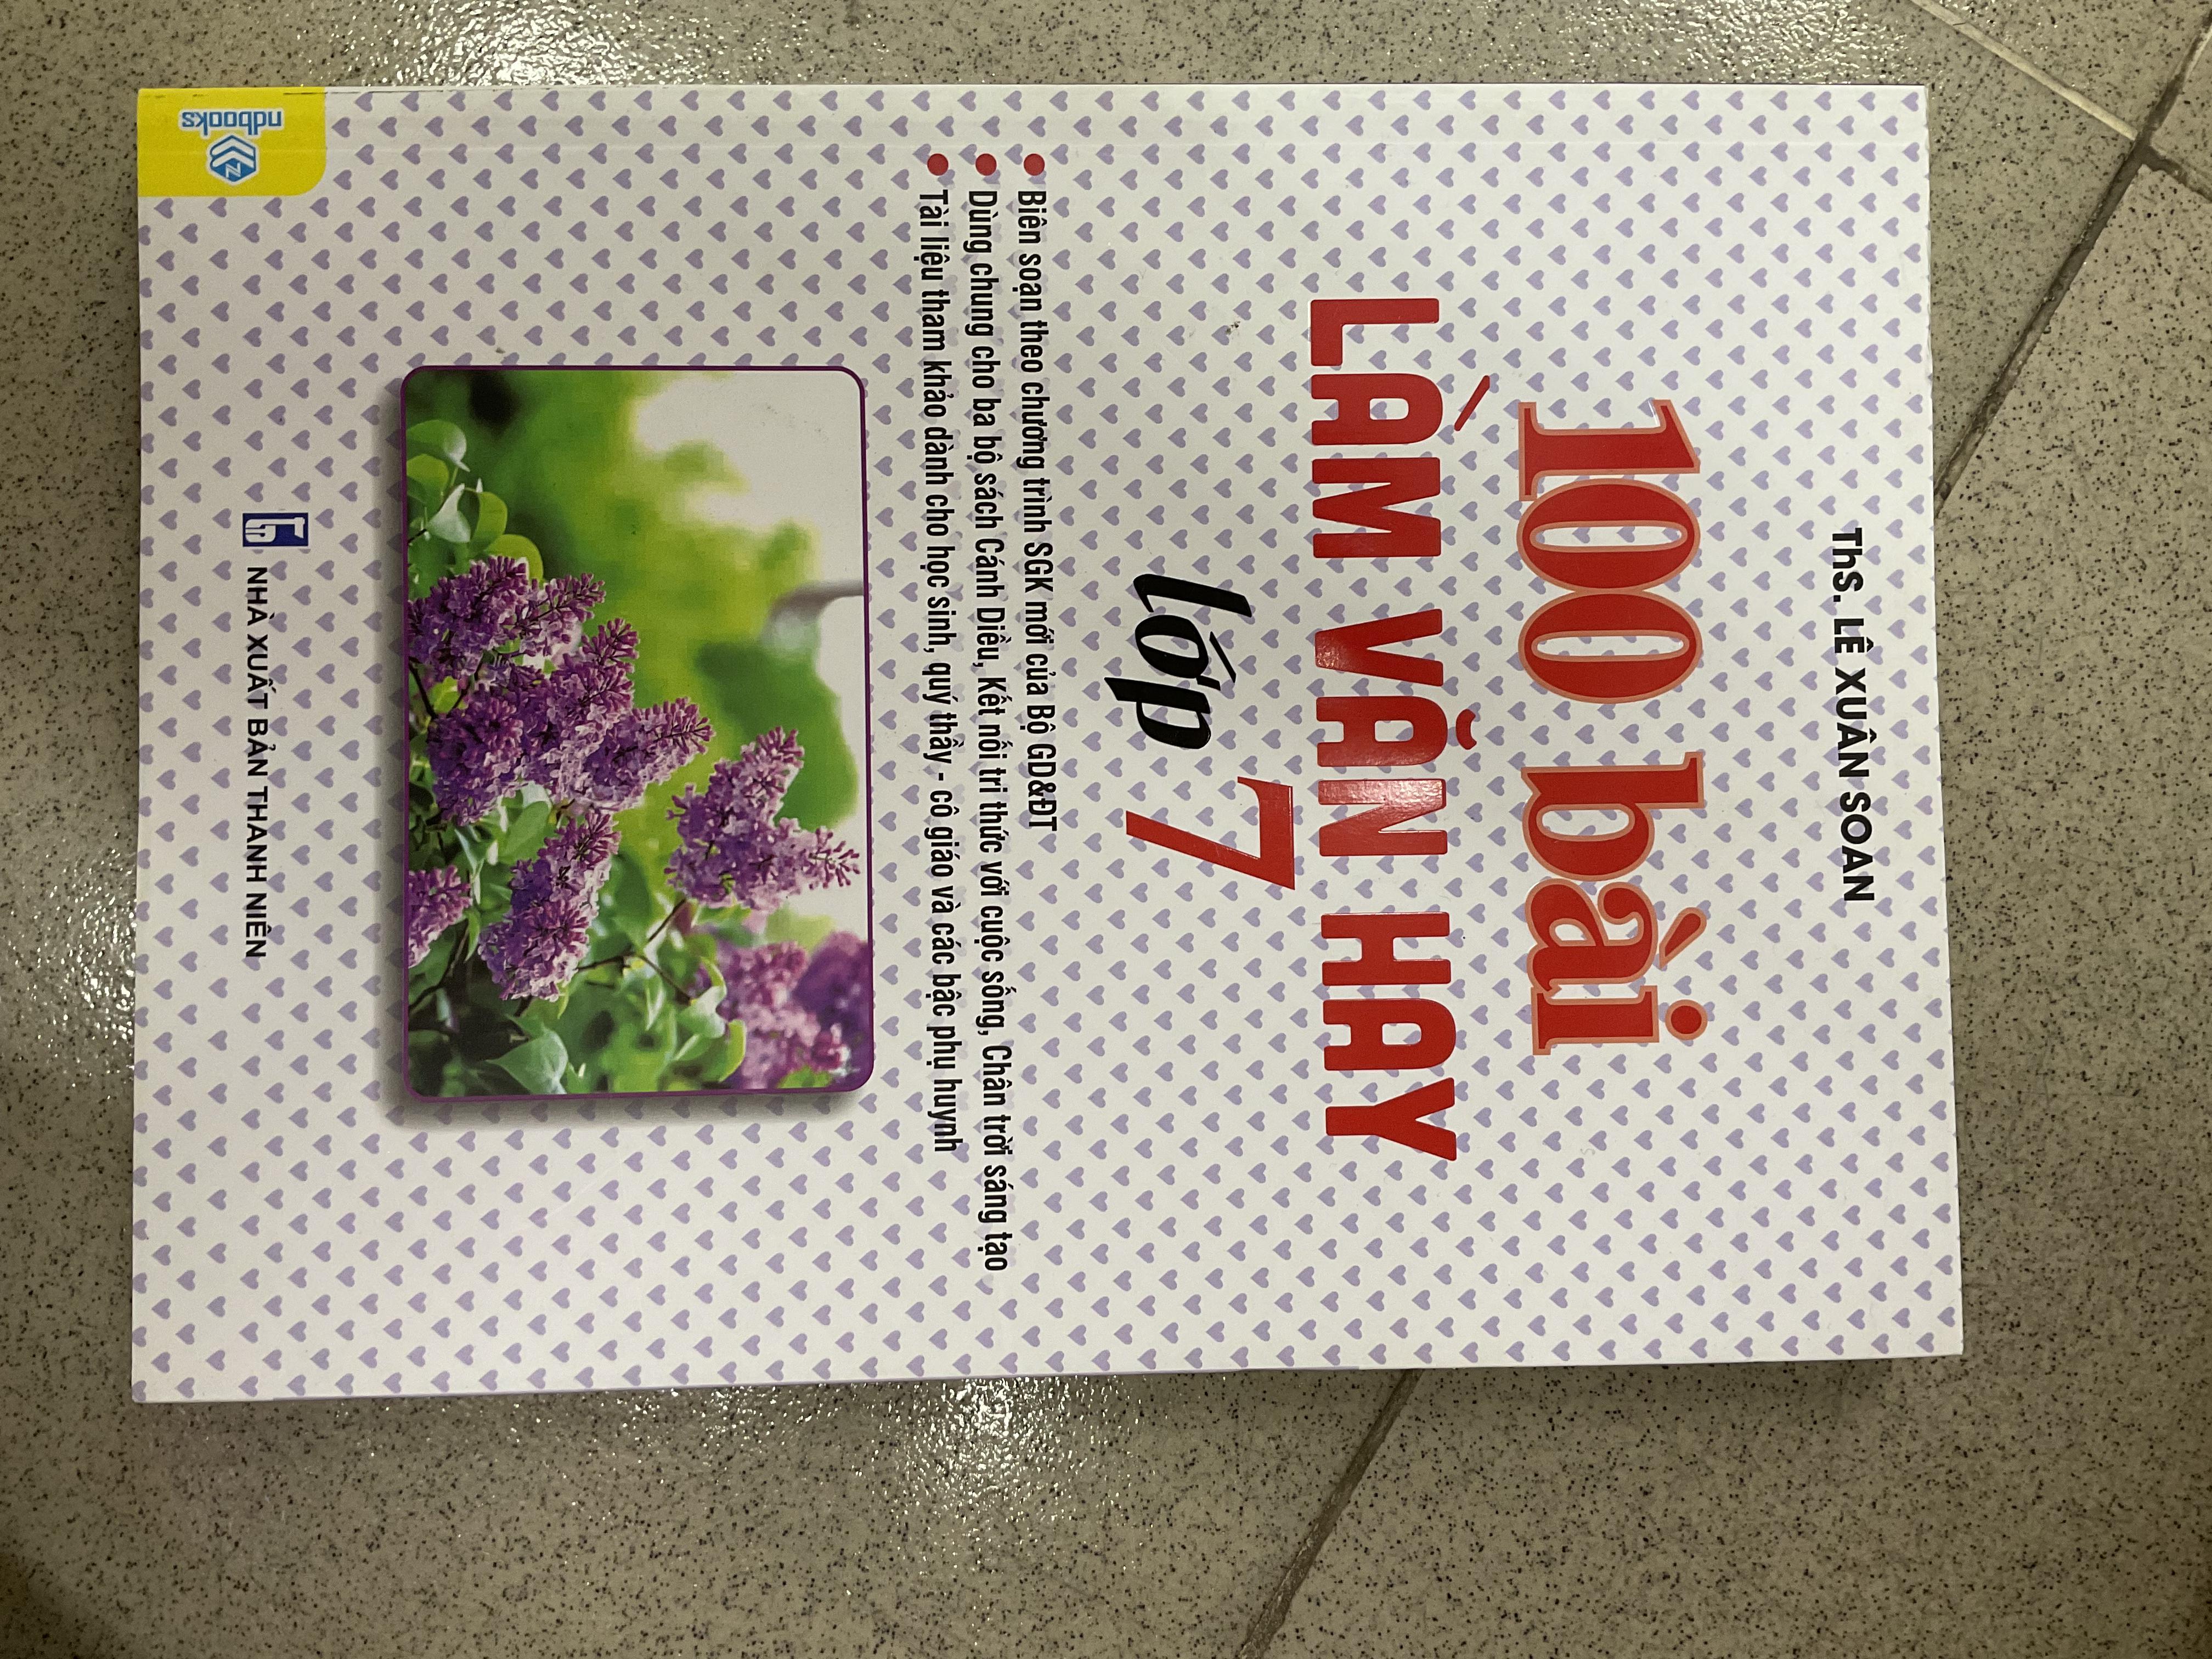 ThS. LÊ XUÂN SOAN
100 bài
LÀM VĂN HAY
lớp 7
Biên soạn theo chương trình SGK mới của Bộ GD&ĐT
Dùng chung cho ba bộ sách Cánh Diều, Kết nối tri thức với cuộc sống, Chân trời sáng tạo
Tài liệu tham khảo dành cho học sinh, quý thầy - cô giáo và các bậc phụ huynh
NHÀ XUẤT BẢN THANH NIÊN
ndbooks